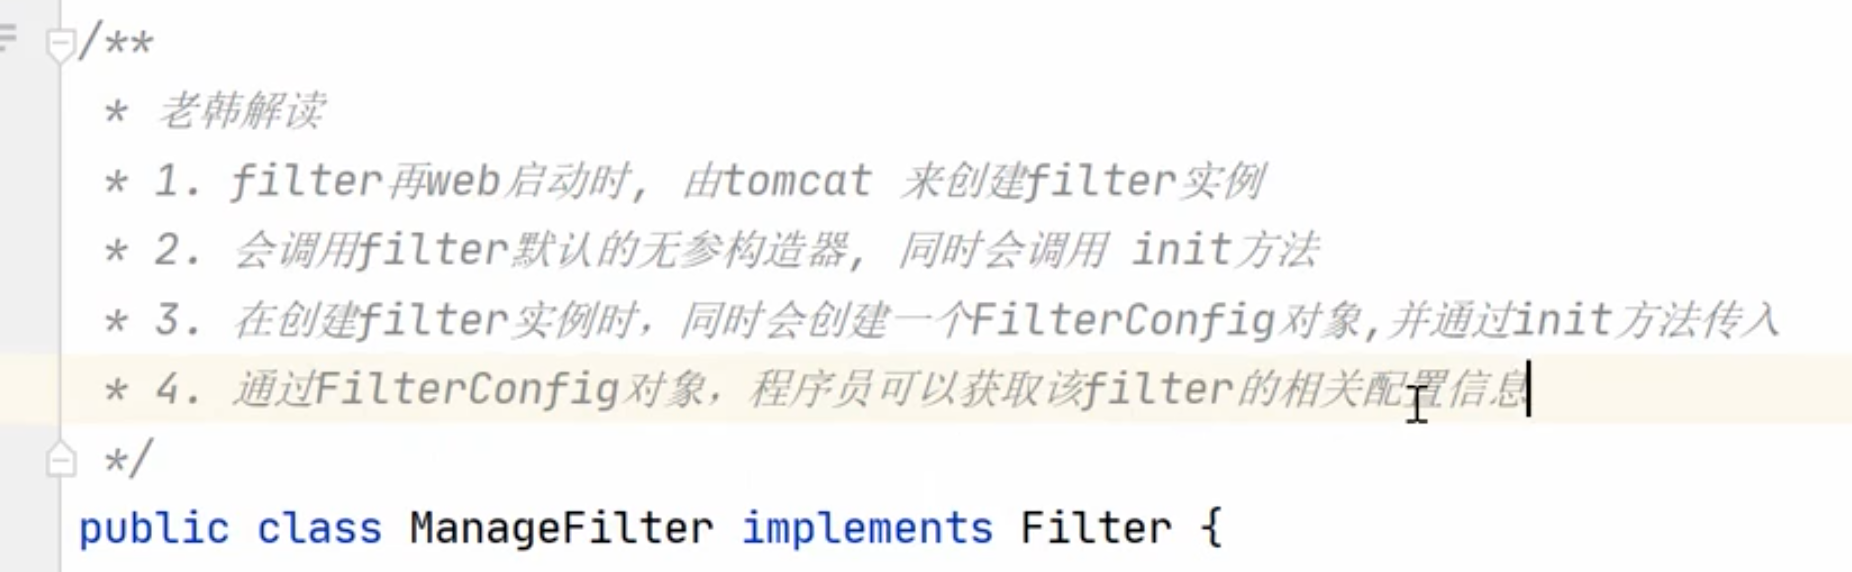 /**
* 老韩解读
* 1. filter再web启动时, 由tomcat 来创建filter实例
* 2. 会调用filter默认的无参构造器, 同时会调用 init方法
* 3. 在创建filter实例时，同时会创建一个FilterConfig对象,并通过init方法传入
* 4. 通过FilterConfig对象，程序员可以获取该filter的相关配置信息
*/
public class ManageFilter implements Filter {